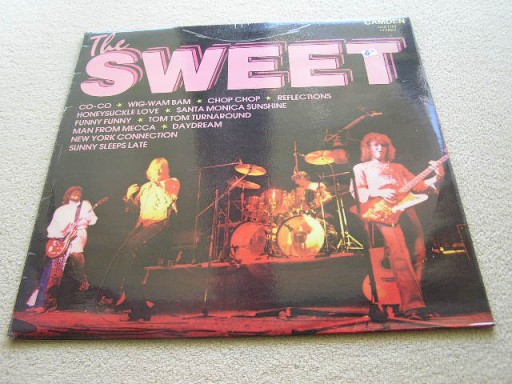 CAMDEN
The
SWEET
CO-CO ★ WIG-WAM BAM ★ CHOP CHOP ★ REFLECTIONS
HONEYSUCKLE LOVE ★ SANTA MONICA SUNSHINE
FUNNY FUNNY ★ TOM TOM TURNAROUND
MAN FROM MECCA ★ DAYDREAM
NEW YORK CONNECTION
SUNNY SLEEPS LATE